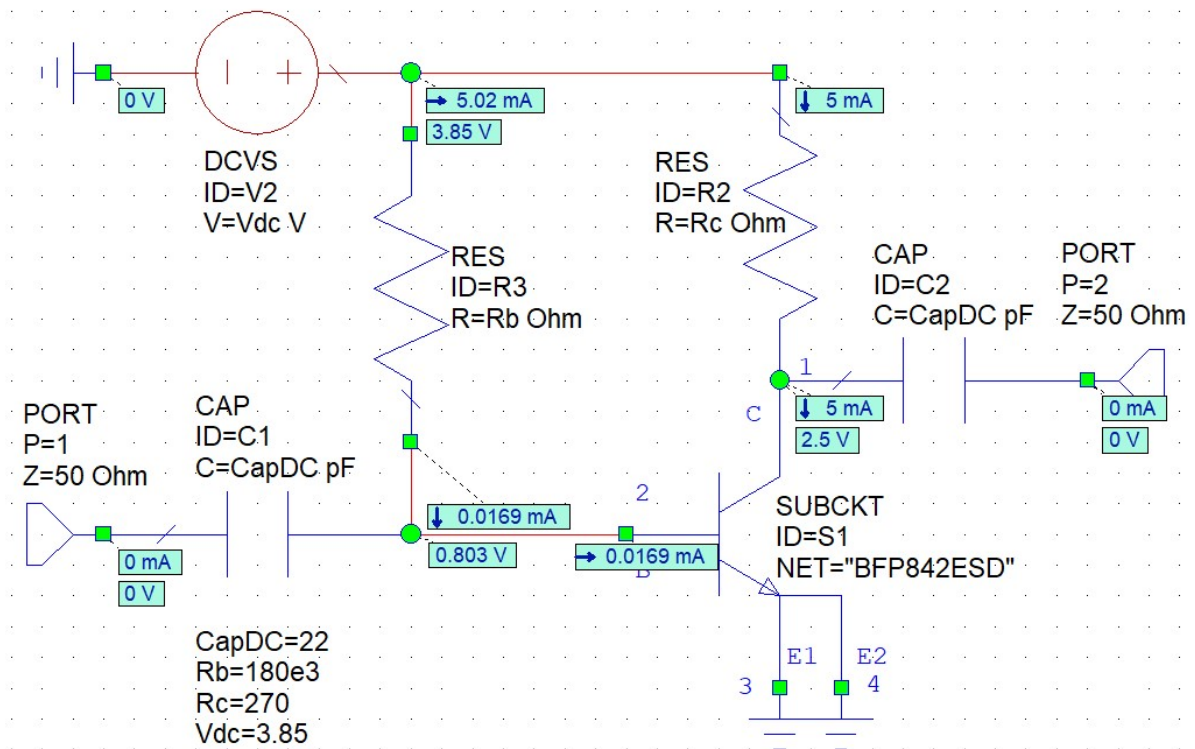 0 V
5.02 mA
3.85 V
5 mA
DCVS
ID=V2
V=Vdc V
RES
ID=R2
R=Rc Ohm
RES
ID=R3
R=Rb Ohm
CAP
ID=C2
C=CapDC pF
PORT
P=2
Z=50 Ohm
1
C
5 mA
2.5 V
0 mA
0 V
PORT
P=1
Z=50 Ohm
CAP
ID=C1
C=CapDC pF
2
0.0169 mA
0.803 V
0.0169 mA
B
0 mA
0 V
SUBCKT
ID=S1
NET="BFP842ESD"
CapDC=22
Rb=180e3
Rc=270
Vdc=3.85
E1
E2
3
4